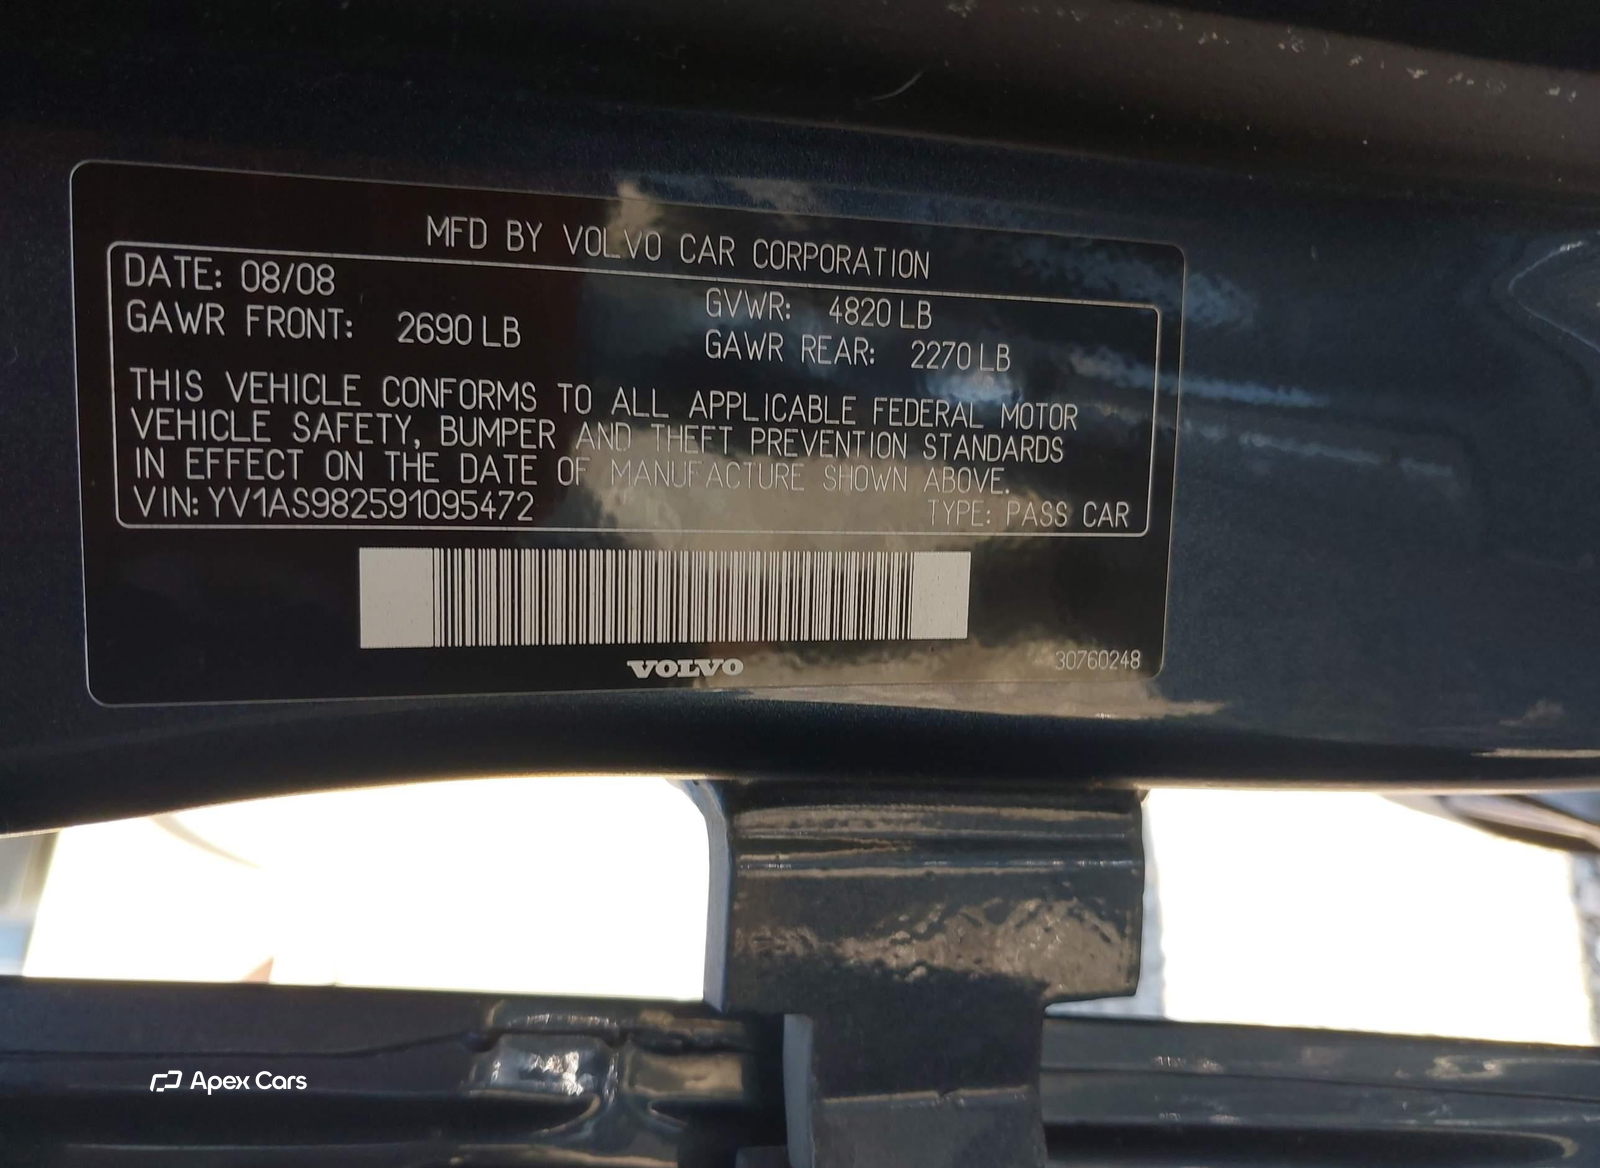 MFD BY VOLVO CAR CORPORATION
DATE: 08/08
GVWR: 4820 LB
GAWR FRONT: 2690 LB
GAWR REAR: 2270 LB
THIS VEHICLE CONFORMS TO ALL APPLICABLE FEDERAL MOTOR
VEHICLE SAFETY, BUMPER AND THEFT PREVENTION STANDARDS
IN EFFECT ON THE DATE OF MANUFACTURE SHOWN ABOVE.
VIN: YV1AS982591095472 TYPE: PASS CAR
VOLVO
30760248
Apex Cars